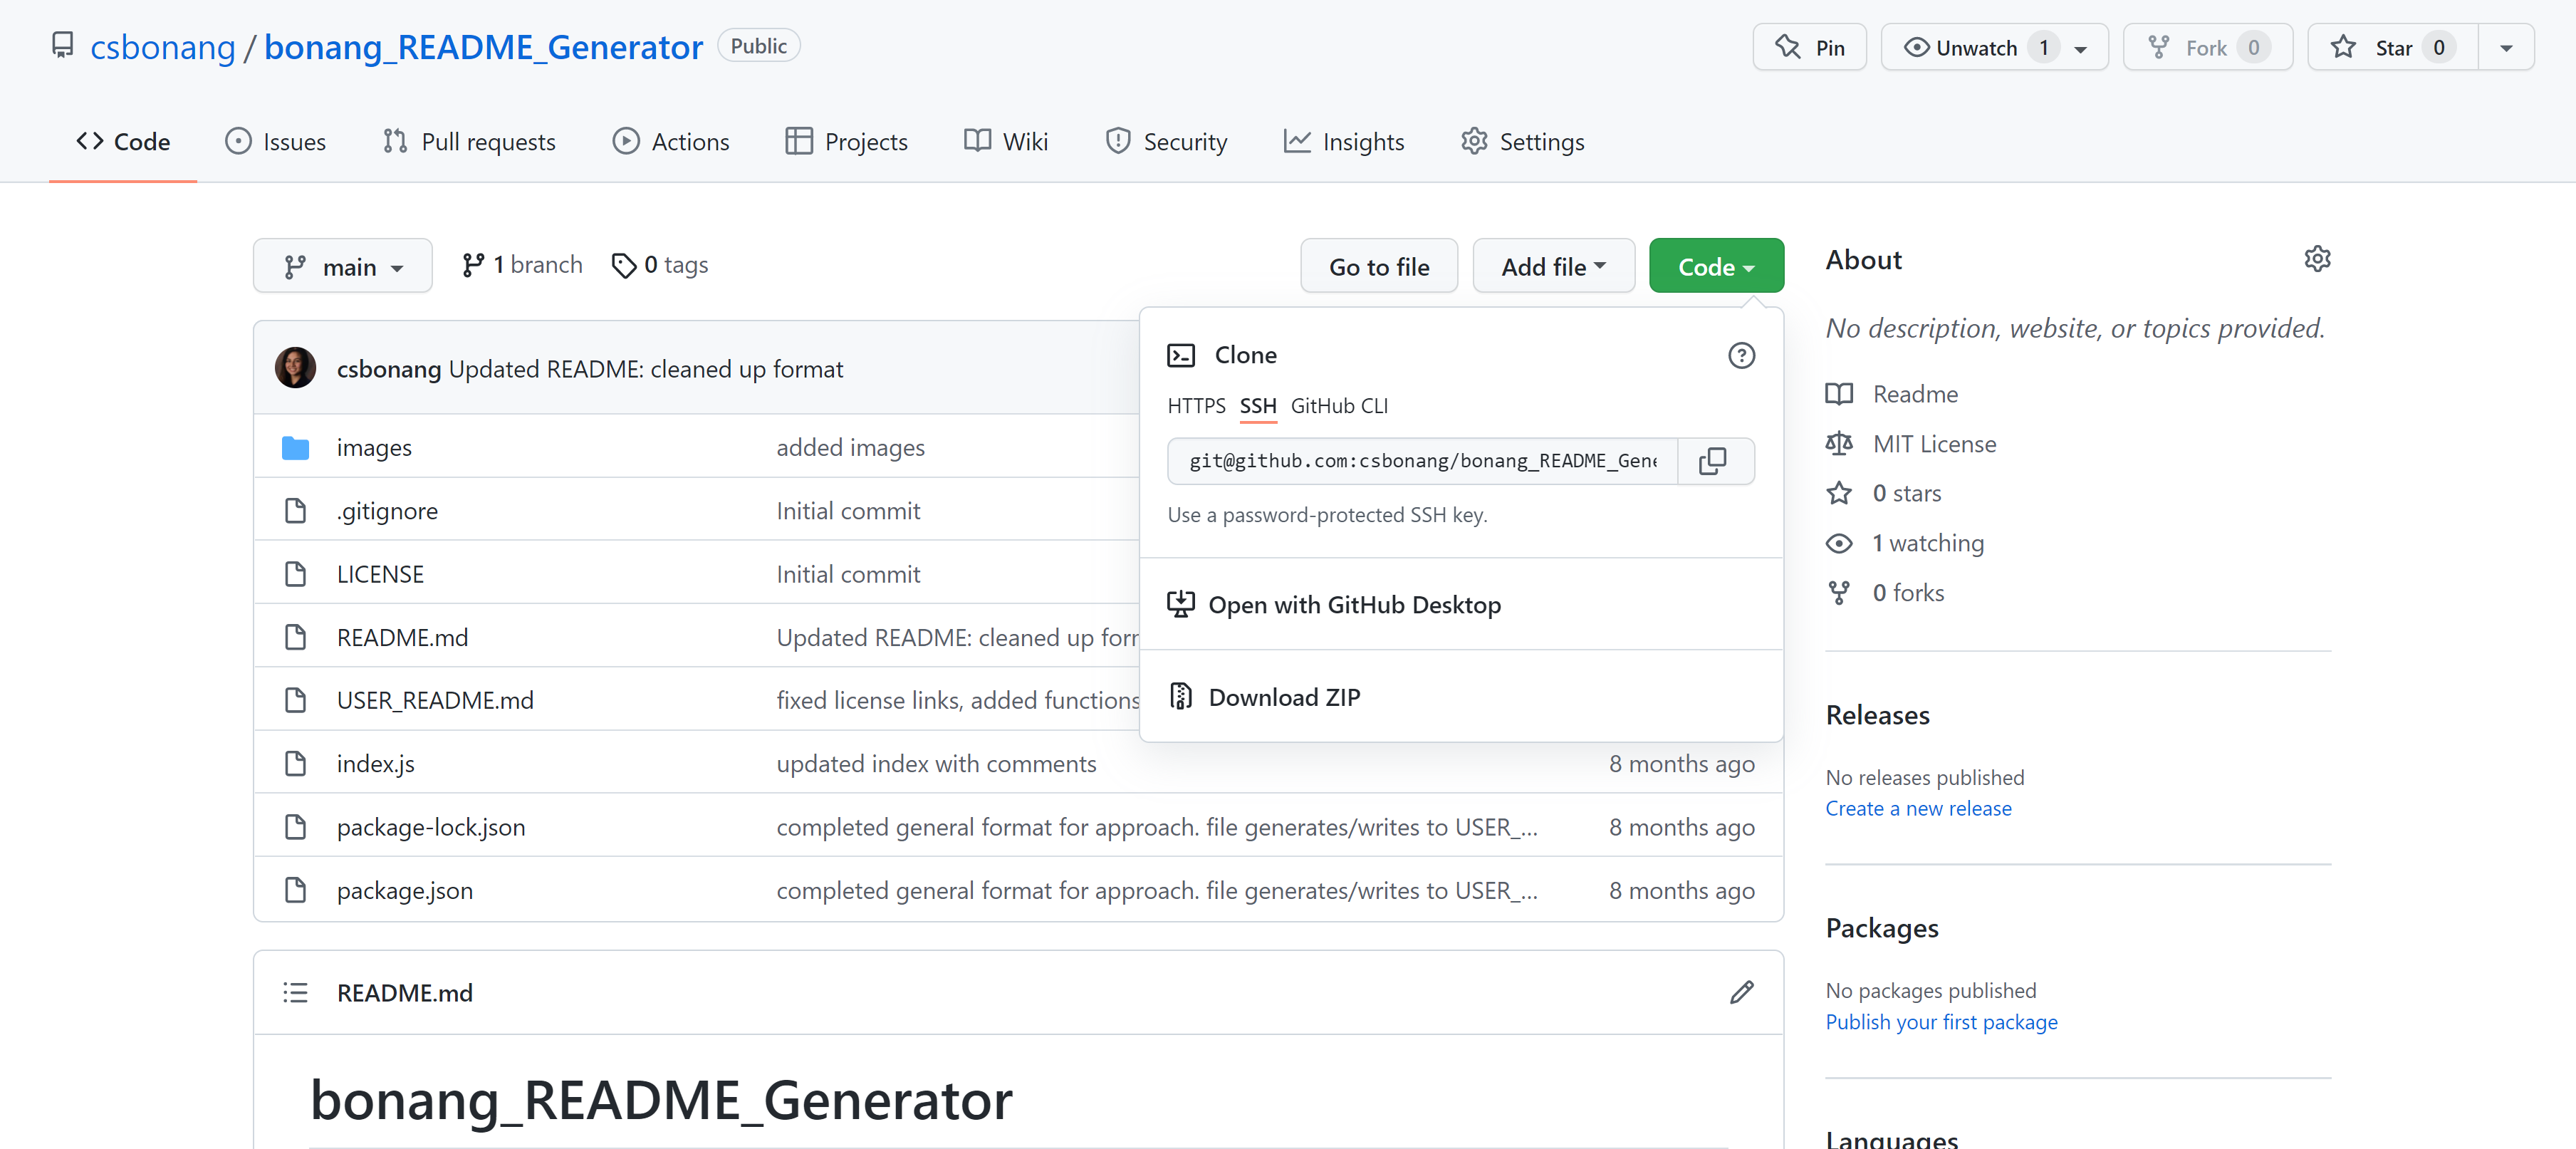 csbonang / bonang_README_Generator Public
Pin
Unwatch 1
Fork 0
Star 0
Code
Issues
Pull requests
Actions
Projects
Wiki
Security
Insights
Settings
main
1 branch
0 tags
Go to file
Add file
Code
csbonang Updated README: cleaned up format
images added images
.gitignore Initial commit
LICENSE Initial commit
README.md Updated README: cleaned up
USER_README.md fixed license links, added functions
index.js updated index with comments 8 months ago
package-lock.json completed general format for approach. file generates/writes to USER_... 8 months ago
package.json completed general format for approach. file generates/writes to USER_... 8 months ago
Clone
HTTPS SSH GitHub CLI
git@github.com:csbonang/bonang_README_Gen
Use a password-protected SSH key.
Open with GitHub Desktop
Download ZIP
README.md
bonang_README_Generator
About
No description, website, or topics provided.
Readme
MIT License
0 stars
1 watching
0 forks
Releases
No releases published
Create a new release
Packages
No packages published
Publish your first package
Languages